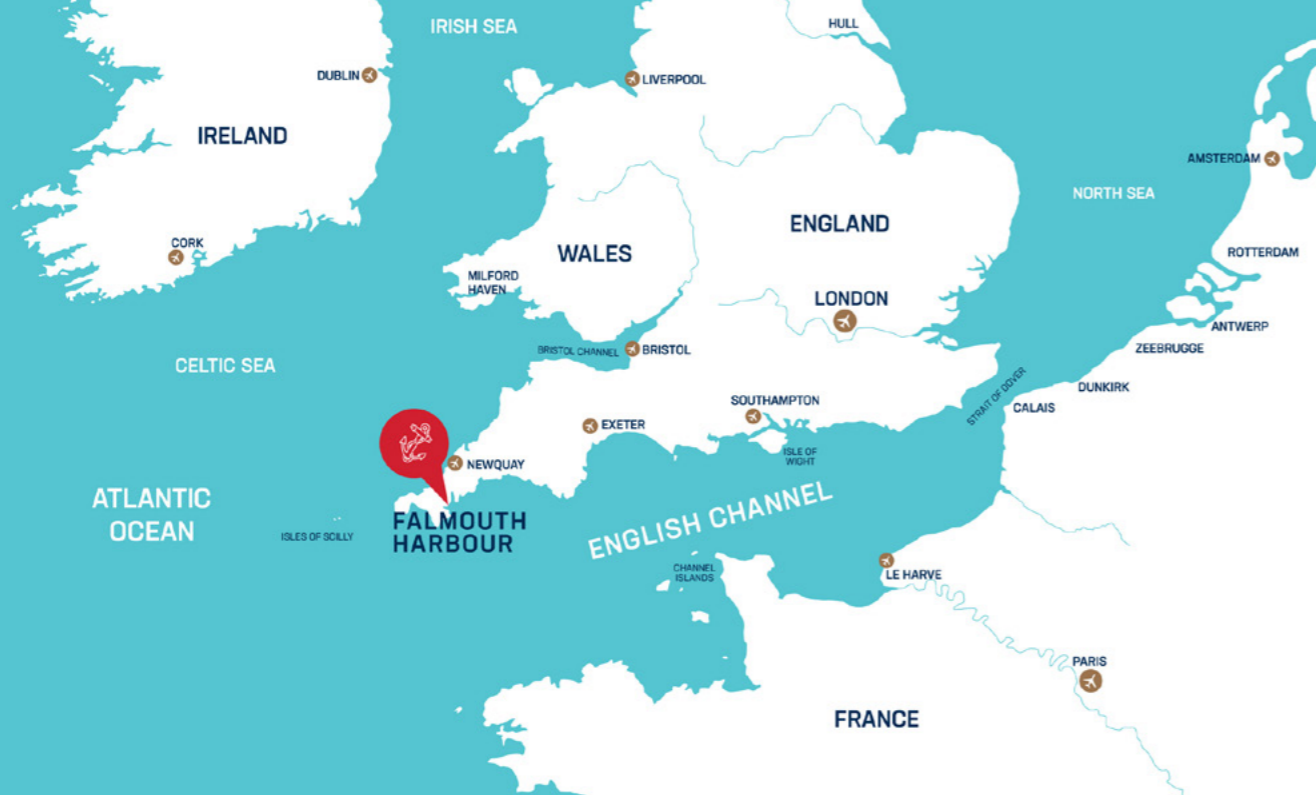 IRISH SEA
HULL
DUBLIN
LIVERPOOL
IRELAND
AMSTERDAM
NORTH SEA
ENGLAND
CORK
WALES
ROTTERDAM
MILFORD
HAVEN
LONDON
ANTWERP
BRISTOL CHANNEL
BRISTOL
ZEEBRUGGE
CELTIC SEA
DUNKIRK
STRAIT OF DOVER
CALAIS
SOUTHAMPTON
EXETER
ISLE OF
WIGHT
NEWQUAY
ATLANTIC
OCEAN
ENGLISH CHANNEL
FALMOUTH
HARBOUR
ISLES OF SCILLY
CHANNEL
ISLANDS
LE HARVE
PARIS
FRANCE